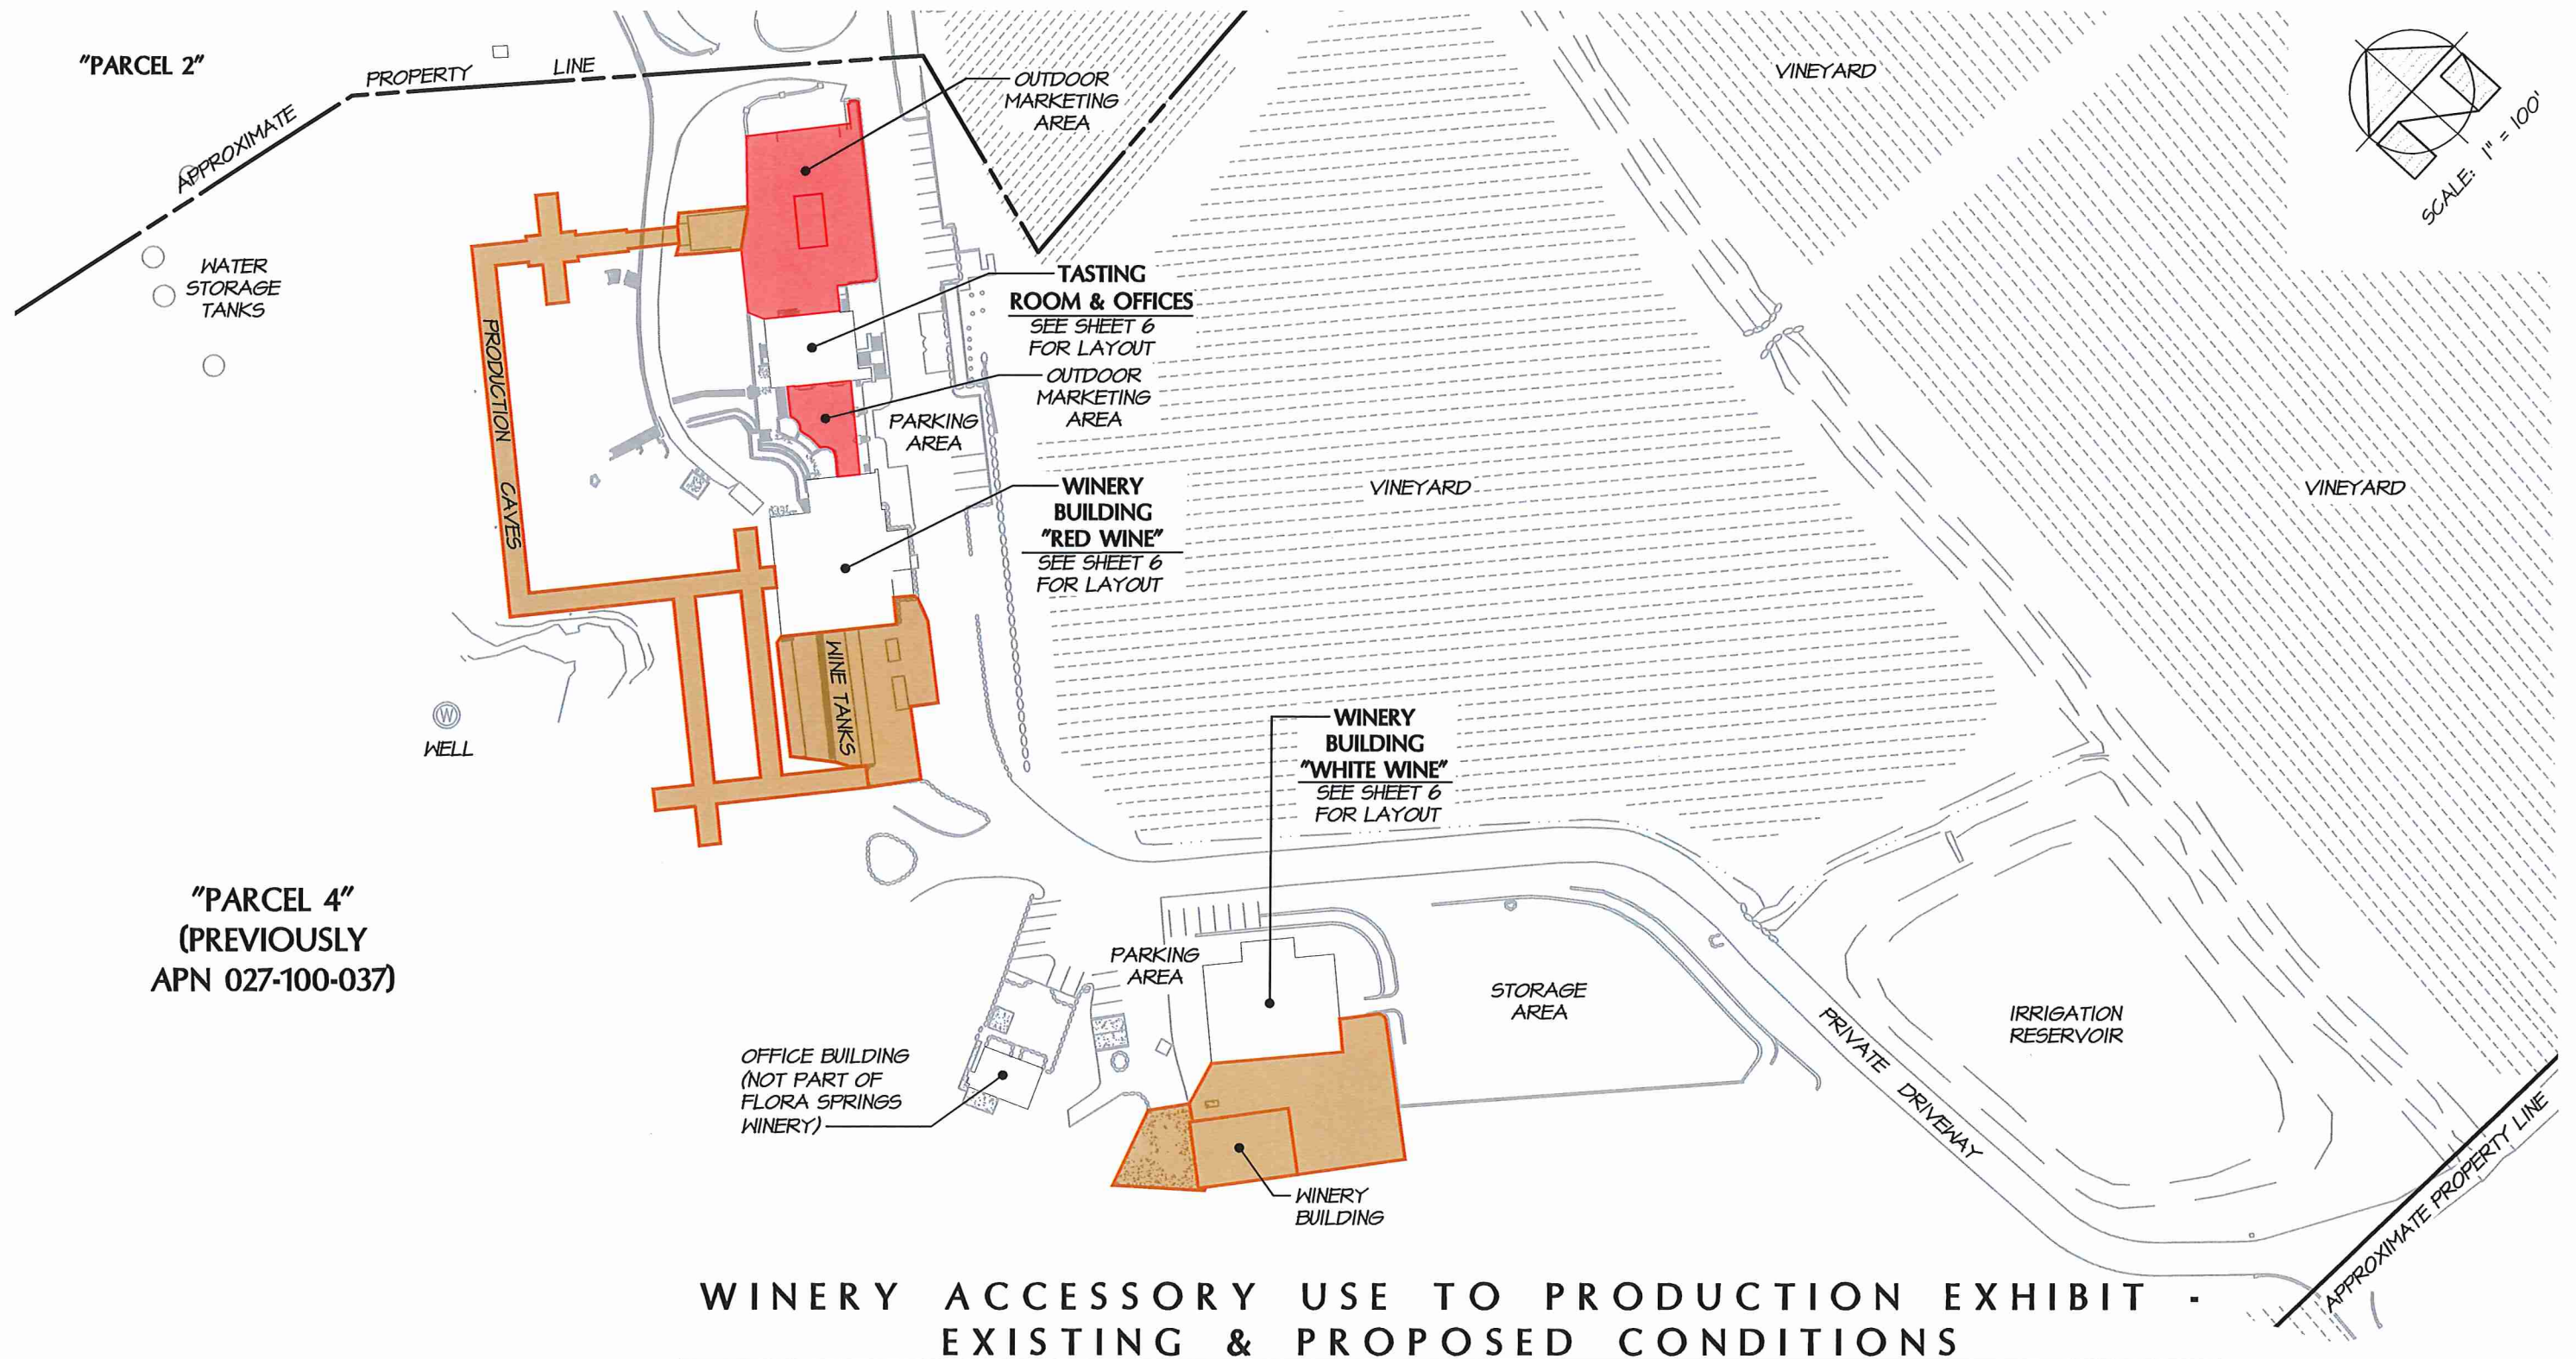 "PARCEL 2"
APPROXIMATE PROPERTY LINE
OUTDOOR
MARKETING
AREA
VINEYARD
SCALE: 1" = 100'
WATER
STORAGE
TANKS
TASTING
ROOM & OFFICES
SEE SHEET 6
FOR LAYOUT
OUTDOOR
MARKETING
AREA
PARKING
AREA
PRODUCTION CAVES
WINERY
BUILDING
"RED WINE"
SEE SHEET 6
FOR LAYOUT
VINEYARD
VINEYARD
WINE TANKS
W
WELL
WINERY
BUILDING
"WHITE WINE"
SEE SHEET 6
FOR LAYOUT
"PARCEL 4"
(PREVIOUSLY
APN 027-100-037)
PARKING
AREA
STORAGE
AREA
IRRIGATION
RESERVOIR
PRIVATE DRIVEWAY
OFFICE BUILDING
(NOT PART OF
FLORA SPRINGS
WINERY)
WINERY
BUILDING
APPROXIMATE PROPERTY LINE
WINERY ACCESSORY USE TO PRODUCTION EXHIBIT -
EXISTING & PROPOSED CONDITIONS